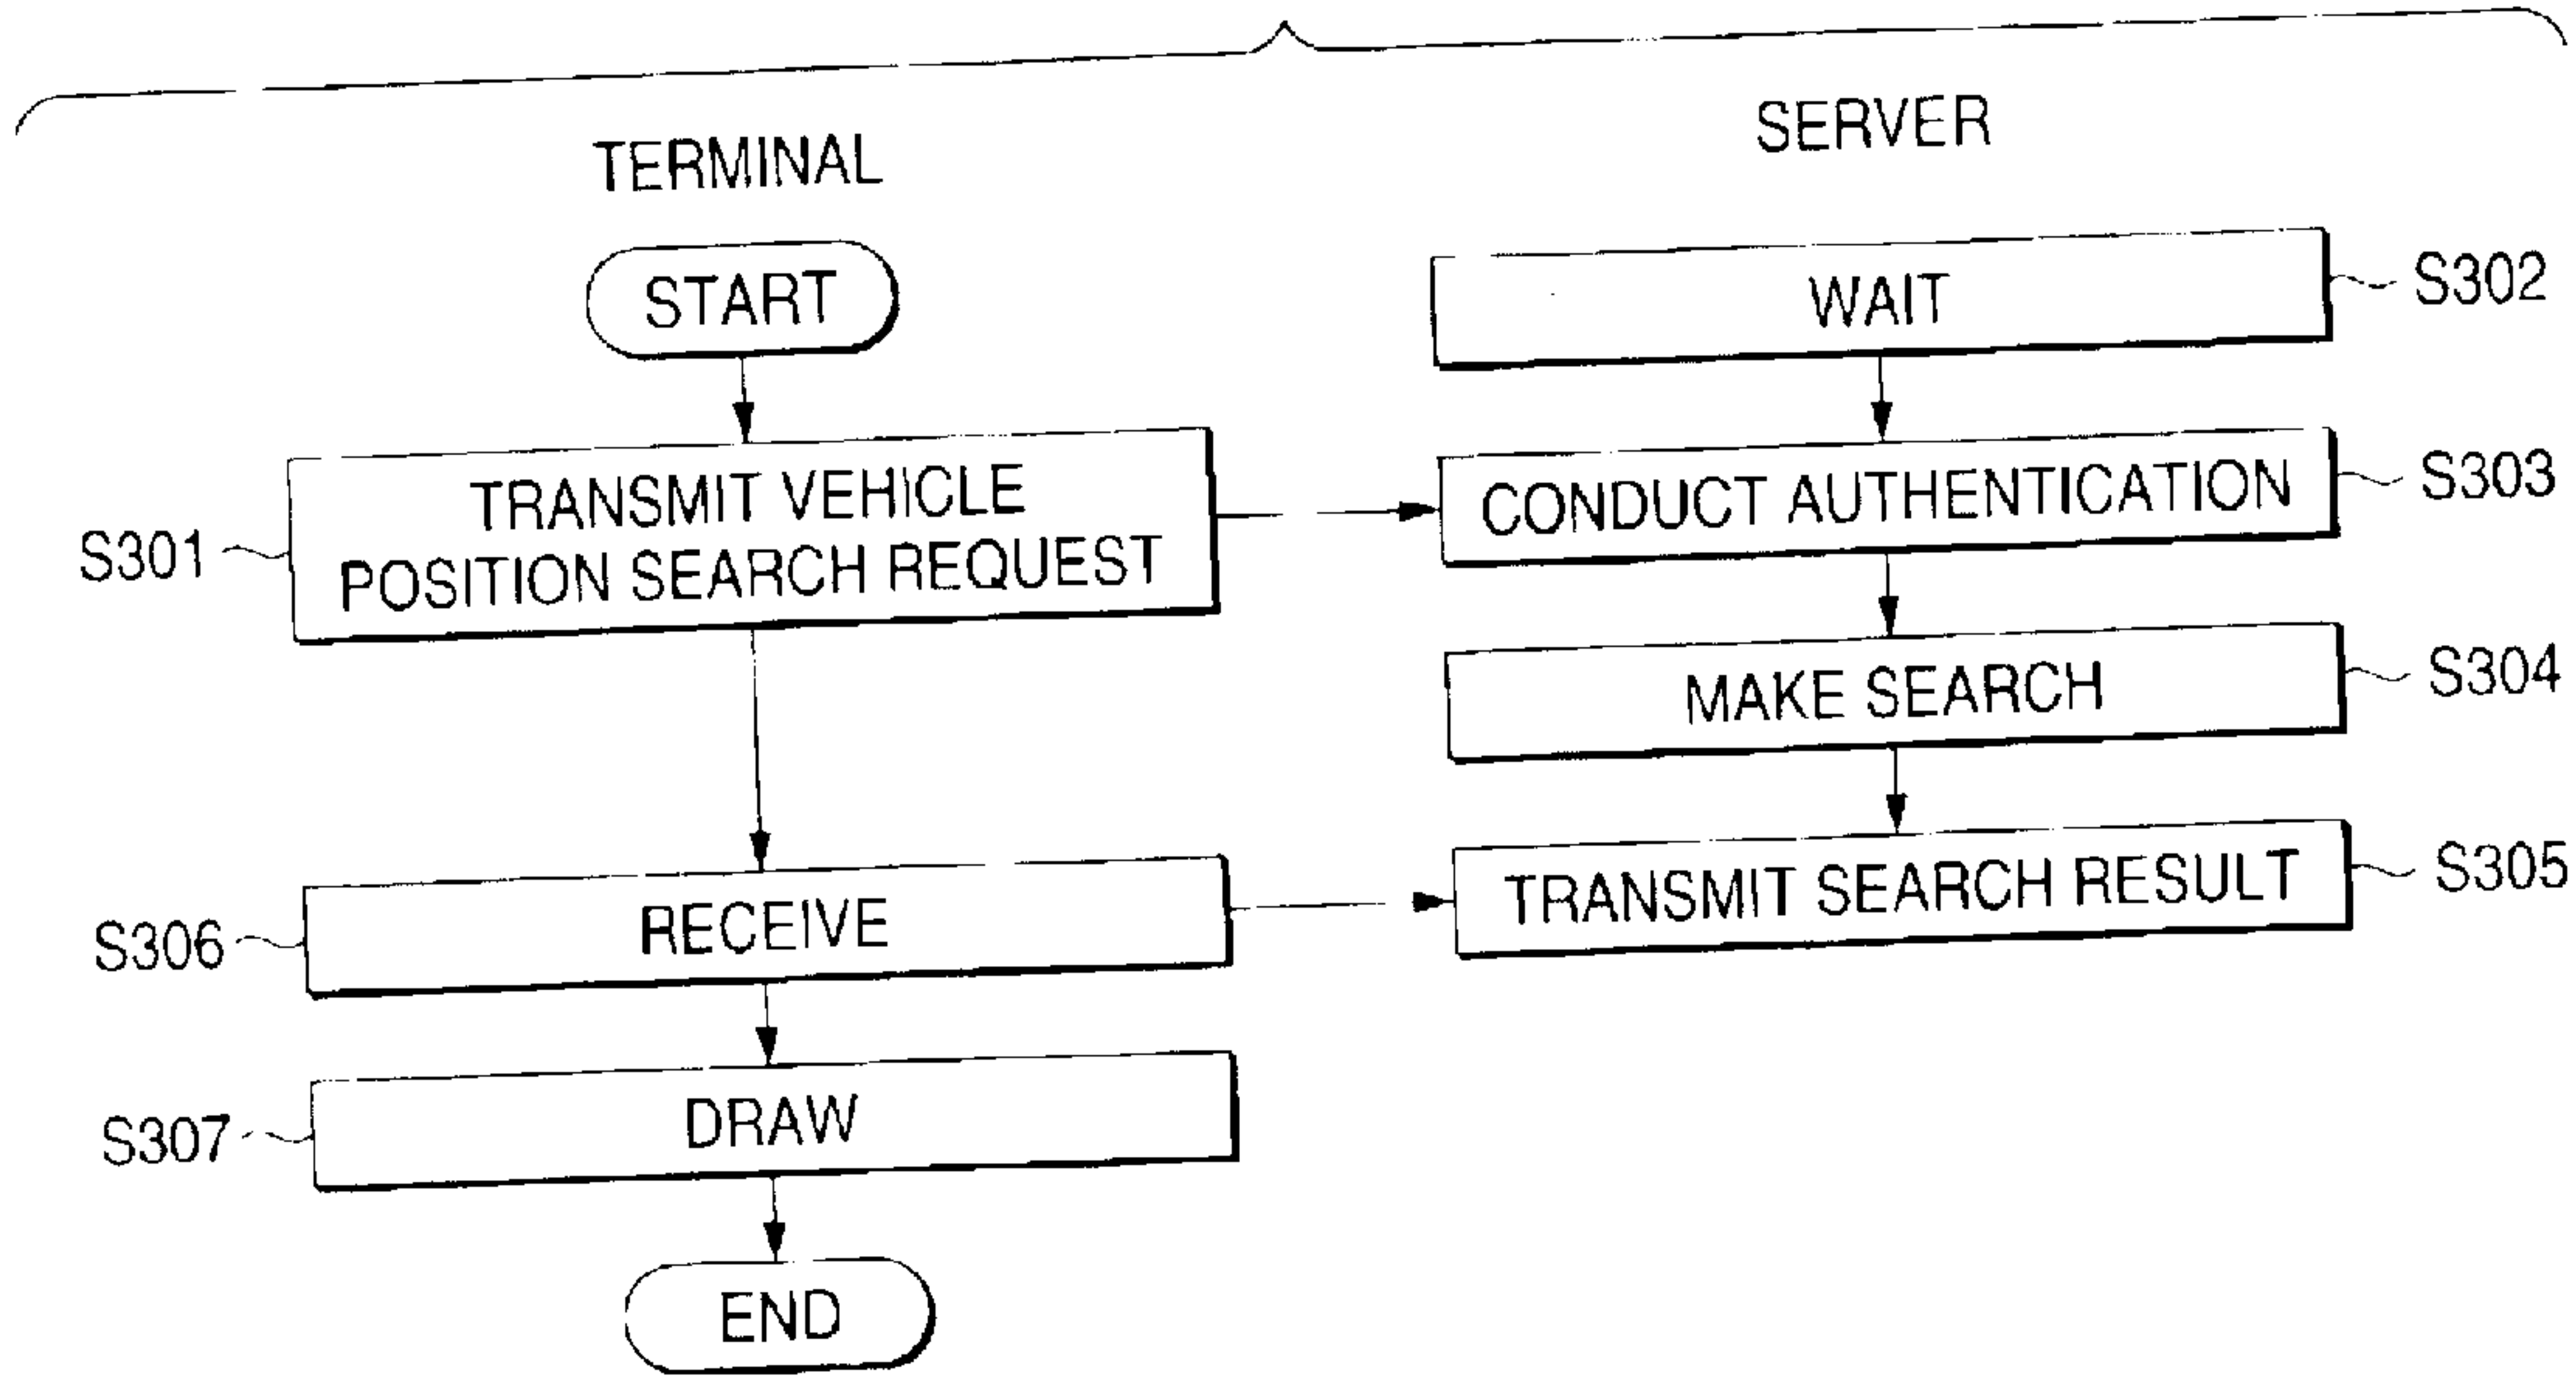 TERMINAL
SERVER
START
WAIT
S302
S301
TRANSMIT VEHICLE
POSITION SEARCH REQUEST
CONDUCT AUTHENTICATION
S303
MAKE SEARCH
S304
S306
RECEIVE
TRANSMIT SEARCH RESULT
S305
S307
DRAW
END